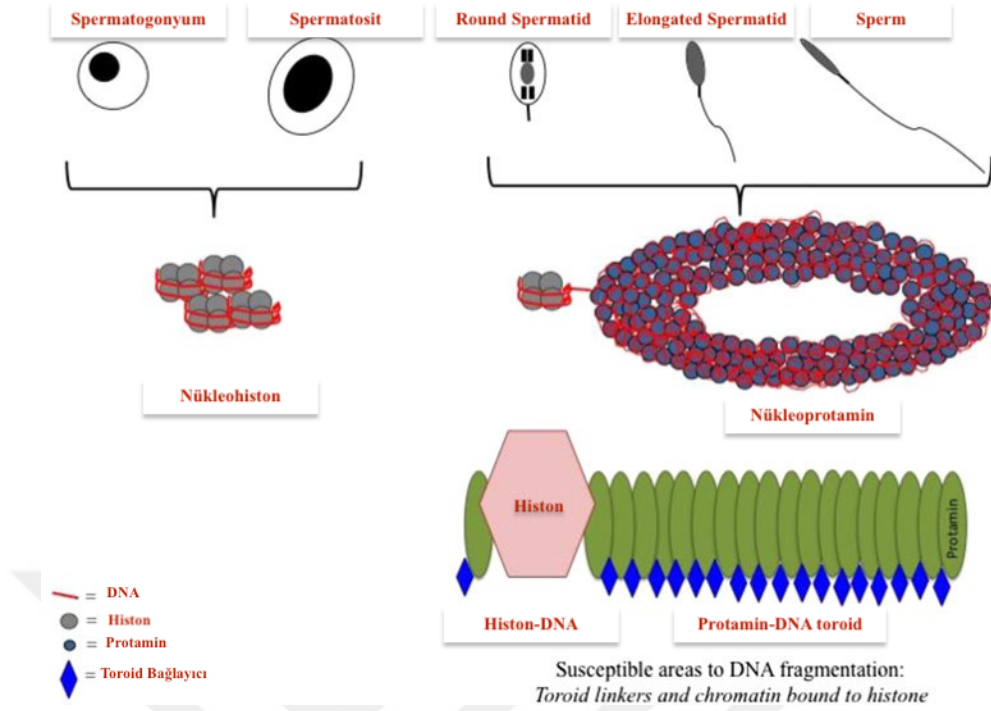 Spermatogonyum
Spermatosit
Round Spermatid
Elongated Spermatid
Sperm
Nükleohiston
Nükleoprotamin
Histon
Protamin
Histon-DNA
Protamin-DNA toroid
= DNA
= Histon
= Protamin
= Toroid Bağlayıcı
Susceptible areas to DNA fragmentation:
Toroid linkers and chromatin bound to histone